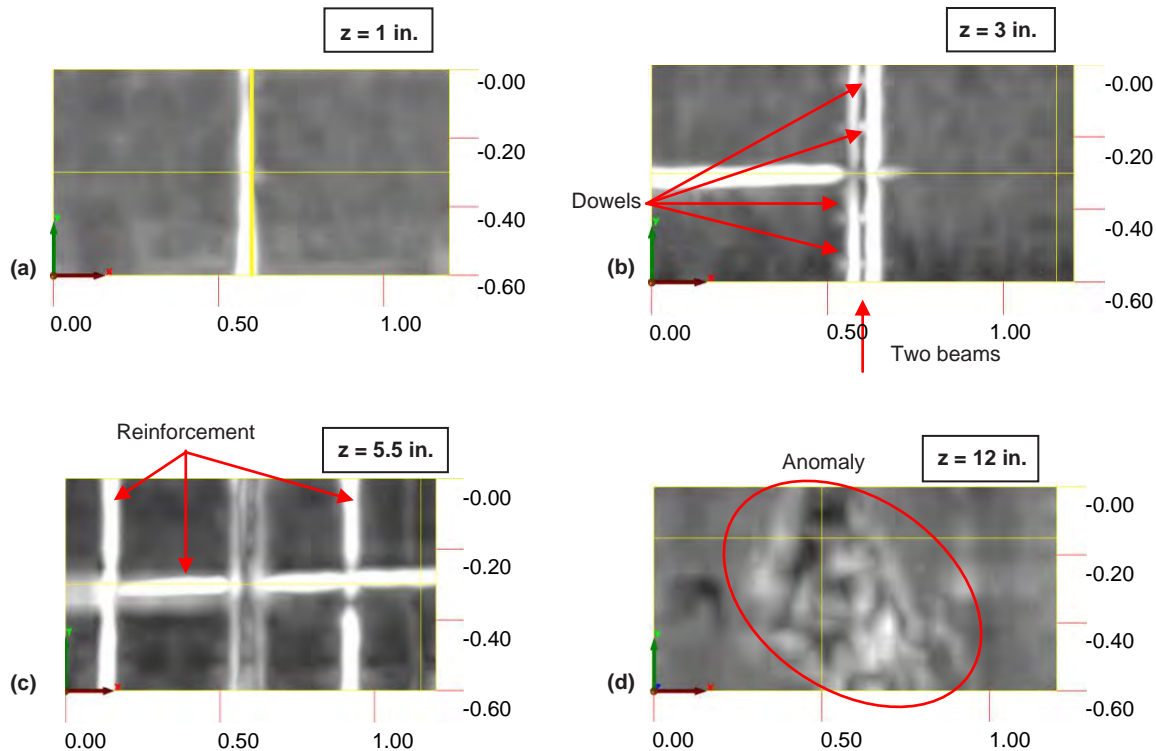 z = 1 in.
-0.00
-0.20
-0.40
-0.60
(a)
0.00 0.50 1.00
z = 3 in.
-0.00
-0.20
Dowels
-0.40
(b)
-0.60
0.00 0.50 1.00
Two beams
Reinforcement
z = 5.5 in.
-0.00
-0.20
-0.40
(c)
-0.60
0.00 0.50 1.00
Anomaly
z = 12 in.
-0.00
-0.20
-0.40
(d)
-0.60
0.00 0.50 1.00